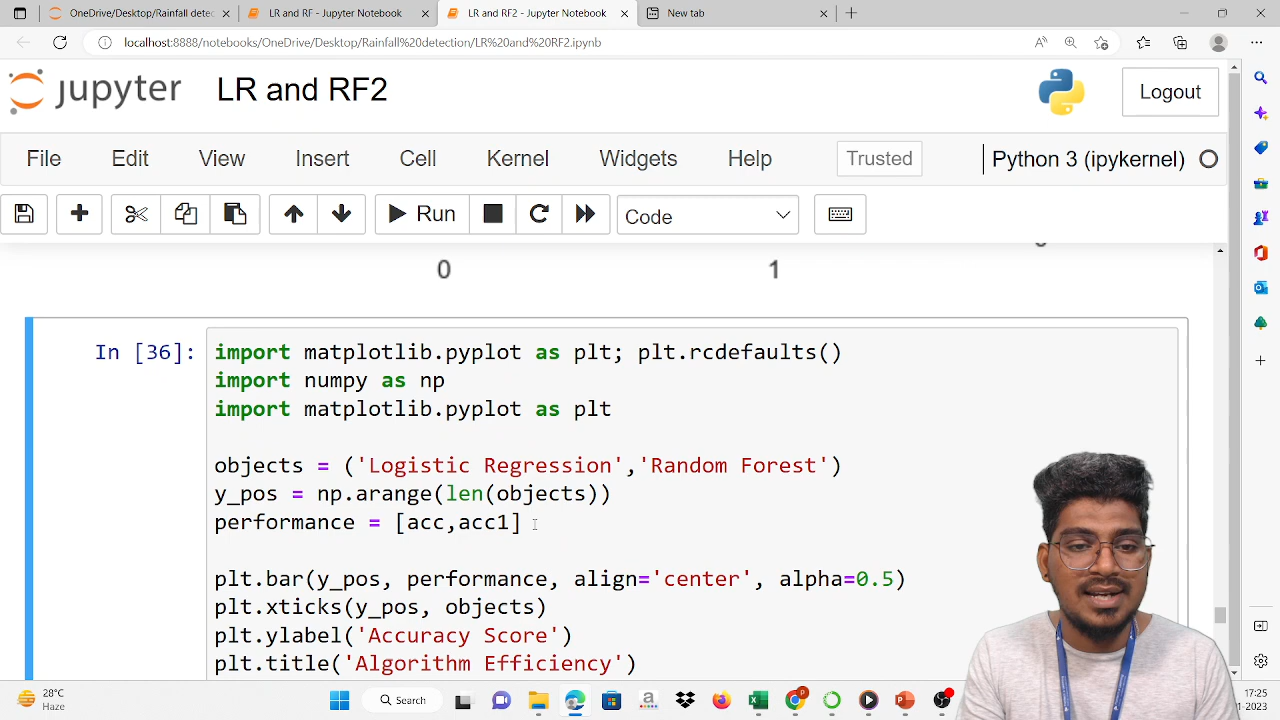 OneDrive/Desktop/Rainfall detec
LR and RF - Jupyter Notebook
LR and RF2 - Jupyter Notebook
New tab
localhost:8888/notebooks/OneDrive/Desktop/Rainfall%20detection/LR%20and%20RF2.ipynb
jupyter LR and RF2
Logout
File Edit View Insert Cell Kernel Widgets Help Trusted Python 3 (ipykernel)
Run Code
0 1
In [36]:
import matplotlib.pyplot as plt; plt.rcdefaults()
import numpy as np
import matplotlib.pyplot as plt
objects = ('Logistic Regression','Random Forest')
y_pos = np.arange(len(objects))
performance = [acc,acc1]
plt.bar(y_pos, performance, align='center', alpha=0.5)
plt.xticks(y_pos, objects)
plt.ylabel('Accuracy Score')
plt.title('Algorithm Efficiency')
28°C
Haze
Search
17:25
-2023